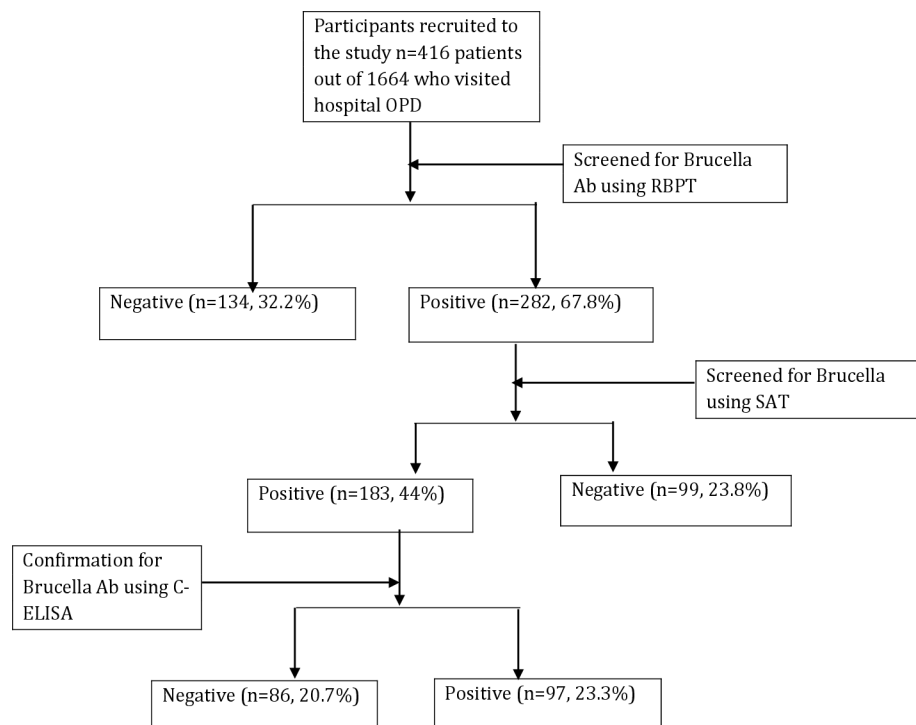 Participants recruited to
the study n=416 patients
out of 1664 who visited
hospital OPD
Screened for Brucella
Ab using RBPT
Negative (n=134, 32.2%)
Positive (n=282, 67.8%)
Screened for Brucella
using SAT
Positive (n=183, 44%)
Negative (n=99, 23.8%)
Confirmation for
Brucella Ab using C-
ELISA
Negative (n=86, 20.7%)
Positive (n=97, 23.3%)